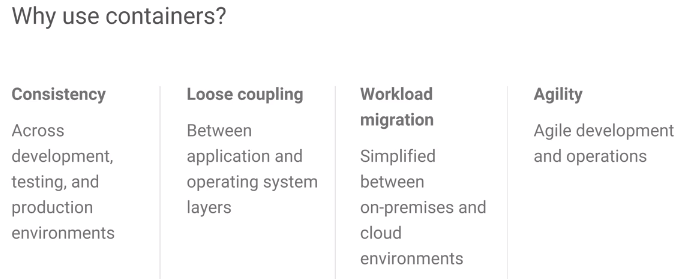 Why use containers?
Consistency
Across
development,
testing, and
production
environments
Loose coupling
Between
application and
operating system
layers
Workload
migration
Simplified
between
on-premises and
cloud
environments
Agility
Agile development
and operations